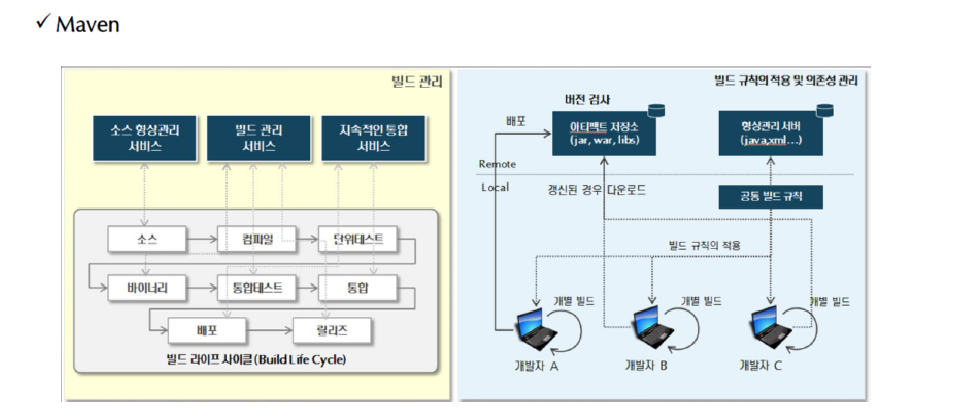 ✓ Maven
빌드 관리
소스 형상관리
서비스
빌드 관리
서비스
지속적인 통합
서비스
소스
컴파일
단위테스트
바이너리
통합테스트
통합
배포
릴리즈
빌드 라이프 사이클(Build Life Cycle)
빌드 규칙의 적용 및 의존성 관리
버전 검사
배포
아티팩트 저장소
(jar, war, libs)
형상관리 서버
(java,xml…)
Remote
Local
갱신된 경우 다운로드
공통 빌드 규칙
빌드 규칙의 적용
개별 빌드
개별 빌드
개별 빌드
개발자 A
개발자 B
개발자 C